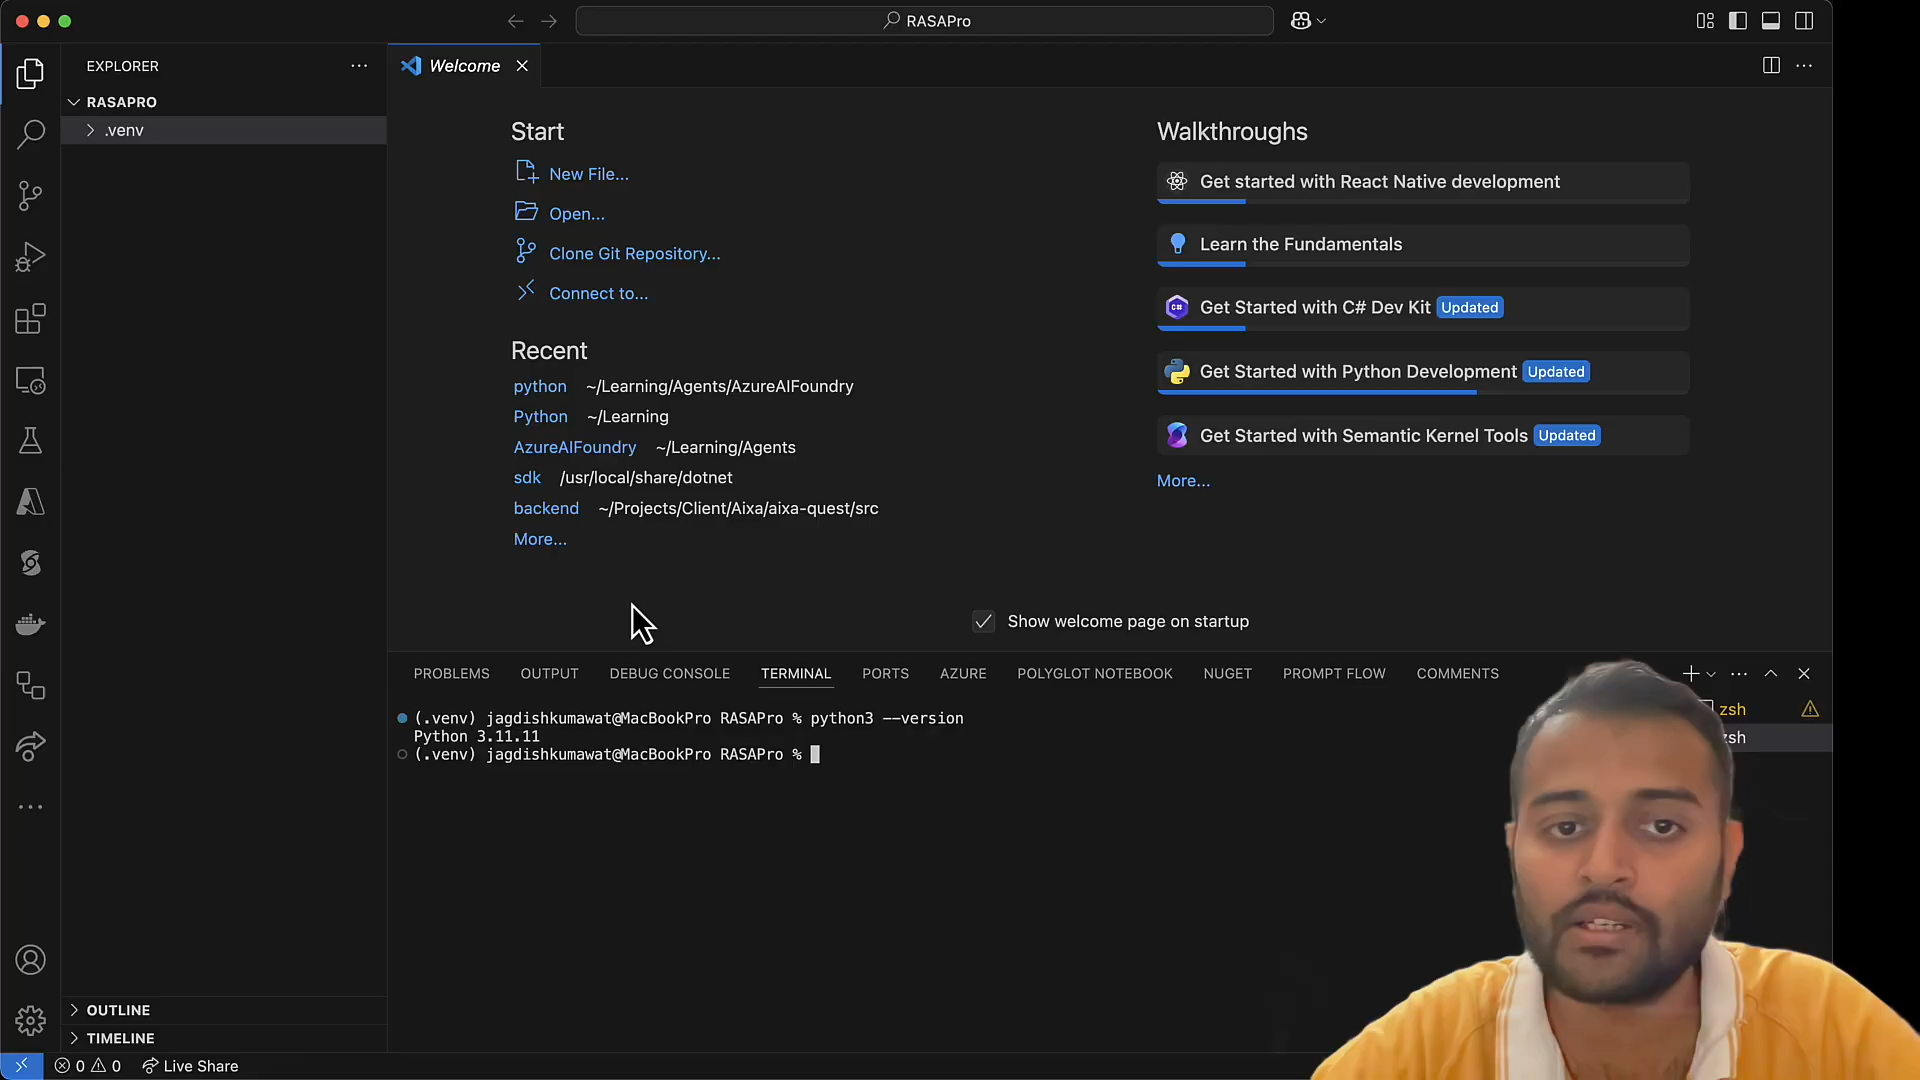 RASAPro
EXPLORER
RASAPRO
.venv
Welcome
Start
New File...
Open...
Clone Git Repository...
Connect to...
Recent
python ~/Learning/Agents/AzureAIFoundry
Python ~/Learning
AzureAIFoundry ~/Learning/Agents
sdk /usr/local/share/dotnet
backend ~/Projects/Client/Aixa/aixa-quest/src
More...
Walkthroughs
Get started with React Native development
Learn the Fundamentals
Get Started with C# Dev Kit Updated
Get Started with Python Development Updated
Get Started with Semantic Kernel Tools Updated
More...
Show welcome page on startup
PROBLEMS OUTPUT DEBUG CONSOLE TERMINAL PORTS AZURE POLYGLOT NOTEBOOK NUGET PROMPT FLOW COMMENTS
(.venv) jagdishkumawat@MacBookPro RASAPro % python3 --version
Python 3.11.11
(.venv) jagdishkumawat@MacBookPro RASAPro %
zsh
zsh
OUTLINE
TIMELINE
0 0 Live Share